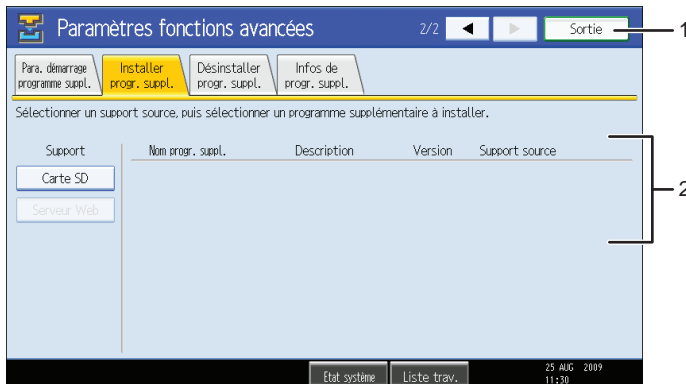 Paramètres fonctions avancées 2/2 ◀ ▶ Sortie 1
Para. démarrage programme suppl.
Installer progr. suppl.
Désinstaller progr. suppl.
Infos de progr. suppl.
Sélectionner un support source, puis sélectionner un programme supplémentaire à installer.
Support Nom progr. suppl. Description Version Support source
Carte SD
2
Serveur Web
Etat système Liste trav. 25 AUG 2009
11:30